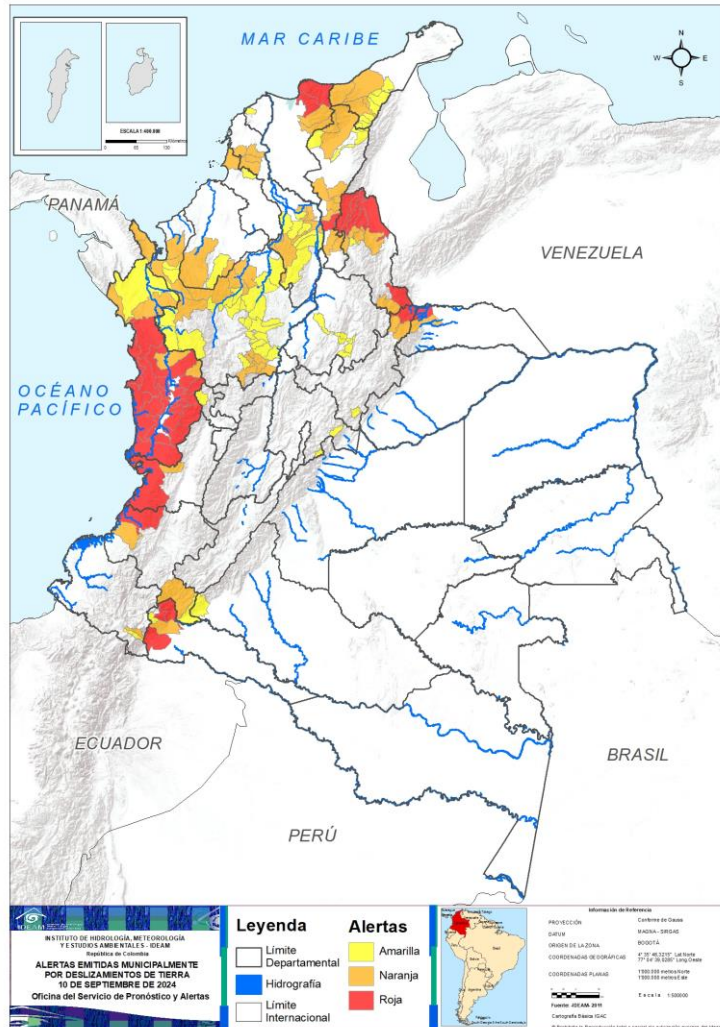 MAR CARIBE
N
W
E
S
ESCALA 1:400.000
PANAMÁ
VENEZUELA
OCÉANO
PACÍFICO
ECUADOR
BRASIL
PERÚ
IDEAM
INSTITUTO DE HIDROLOGÍA, METEOROLOGÍA
Y ESTUDIOS AMBIENTALES - IDEAM
República de Colombia
ALERTAS EMITIDAS MUNICIPALMENTE
POR DESLIZAMIENTOS DE TIERRA
10 DE SEPTIEMBRE DE 2024
Oficina del Servicio de Pronóstico y Alertas
Leyenda
Límite
Departamental
Hidrografía
Límite
Internacional
Alertas
Amarilla
Naranja
Roja
Información de Referencia
PROYECCIÓN Conforme de Gauss
DATUM MAGNA - SIRGAS
ORIGEN DE LA ZONA BOGOTÁ
COORDENADAS GEOGRÁFICAS
COORDENADAS PLANAS
Escala
Fuente: IDEAM. 2011
Cartografía Básica IGAC